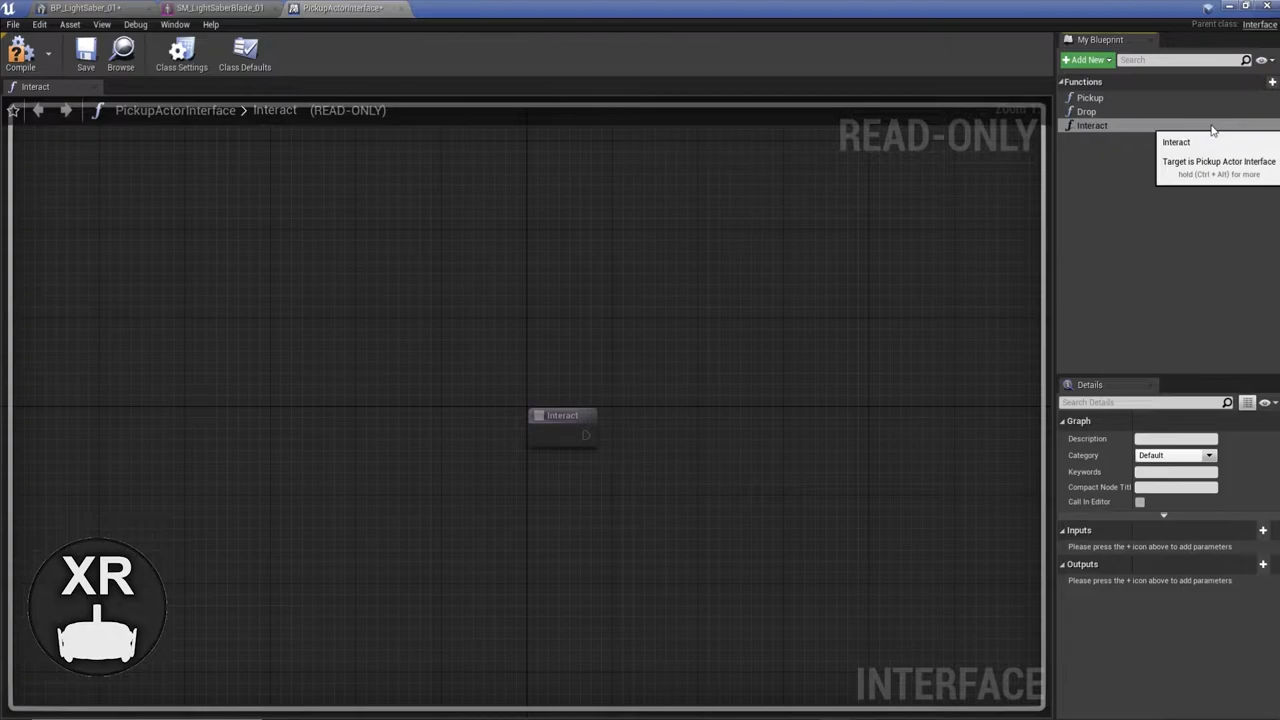 BP_LightSaber_01*
SM_LightSaberBlade_01
PickupActorInterface*
File Edit Asset View Debug Window Help
Parent class: Interface
Compile
Save
Browse
Class Settings
Class Defaults
My Blueprint
+Add New
Search
Interact
PickupActorInterface > Interact (READ-ONLY)
READ-ONLY
Functions
Pickup
Drop
Interact
Interact
Target is Pickup Actor Interface
hold (Ctrl + Alt) for more
Interact
Details
Search Details
Graph
Description
Category Default
Keywords
Compact Node Titl
Call In Editor
Inputs
Please press the + icon above to add parameters
Outputs
Please press the + icon above to add parameters
XR
INTERFACE